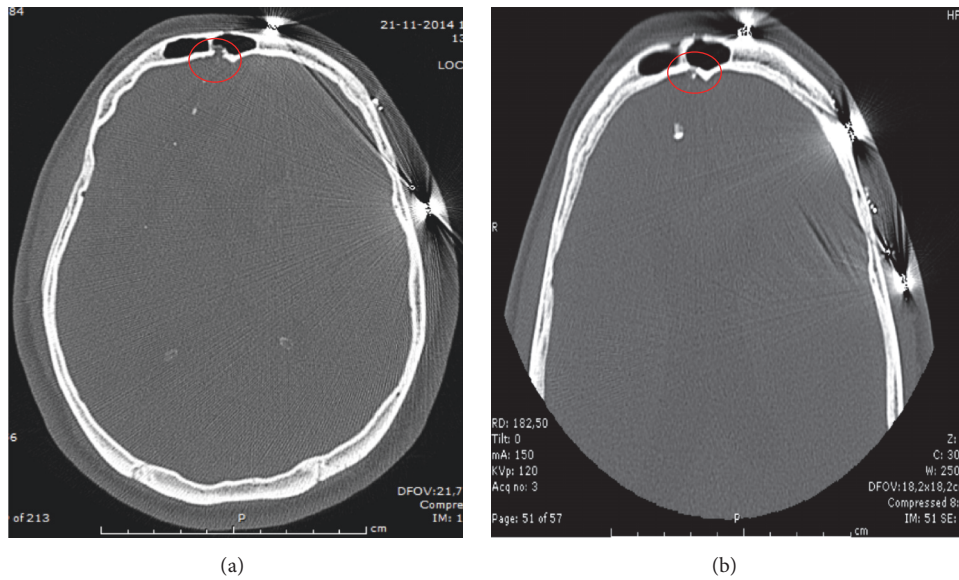 84
21-11-2014 1
13
LOC
6
DFOV:21,7
Compre
of 213
IM: 1
P
cm
(a)
HF
R
RD: 182,50
Tilt: 0
mA: 150
KVp: 120
Acq no: 3
Page: 51 of 57
Z:
C: 30
W: 250
DFOV:18,2x18,2c
Compressed 8:
IM: 51 SE:
P
cm
(b)